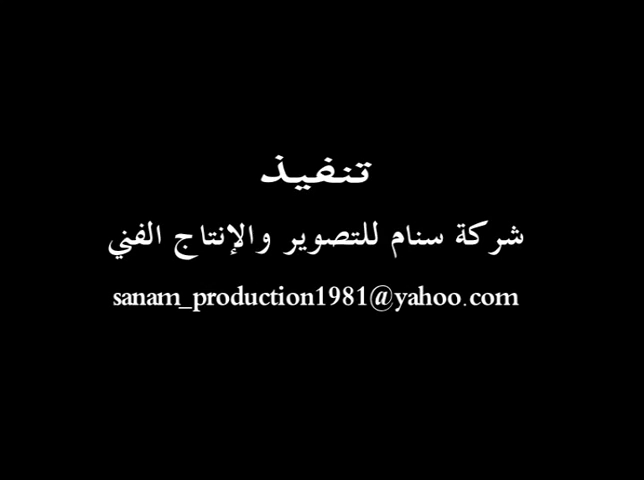 تنفيذ
شركة سنام للتصوير والإنتاج الفني
sanam_production1981@yahoo.com